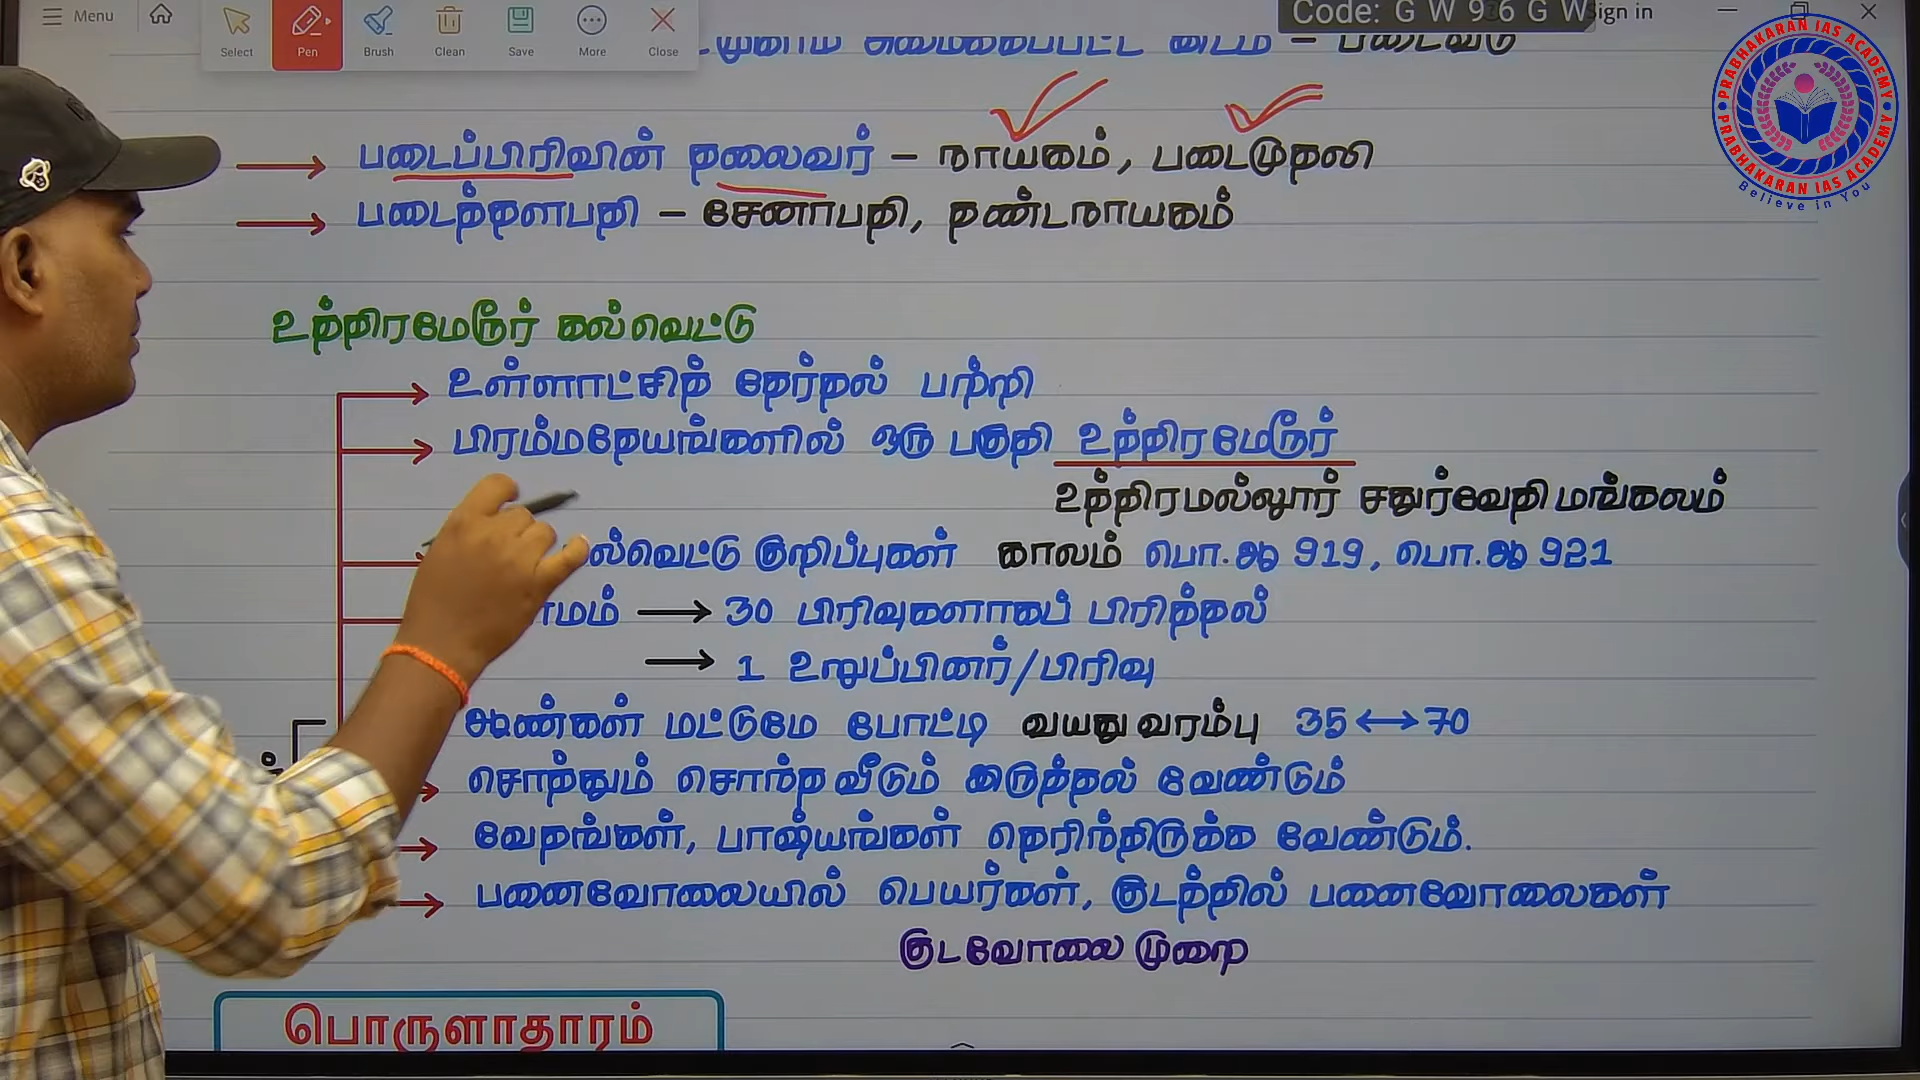 Menu
Select Pen Brush Clean Save More Close
Code: G W 9 6 G W
Sign in
PRABHAKARAN IAS ACADEMY
PRABHAKARAN IAS ACADEMY
Believe in You
படைப்பிரிவின் தலைவர் – நாயகம், படைமுதலி
படைத்தளபதி – சேனாபதி, தண்டநாயகம்
உத்திரமேரூர் கல்வெட்டு
உள்ளாட்சித் தேர்தல் பற்றி
பிரம்மதேயங்களில் ஒரு பகுதி உத்திரமேரூர்
உத்திரமல்லூர் சதுர்வேதிமங்கலம்
குறிப்புகள் காலம் பொ.ஆ 919, பொ.ஆ 921
30 பிரிவுகளாகப் பிரித்தல்
1 உறுப்பினர்/பிரிவு
ஆண்கள் மட்டுமே போட்டி வயது வரம்பு 35 ↔ 70
சொத்தும் சொந்த வீடும் இருத்தல் வேண்டும்
வேதங்கள், பாஷ்யங்கள் தெரிந்திருக்க வேண்டும்.
பனைவோலையில் பெயர்கள், குடத்தில் பனைவோலைகள்
குடவோலை முறை
பொருளாதாரம்